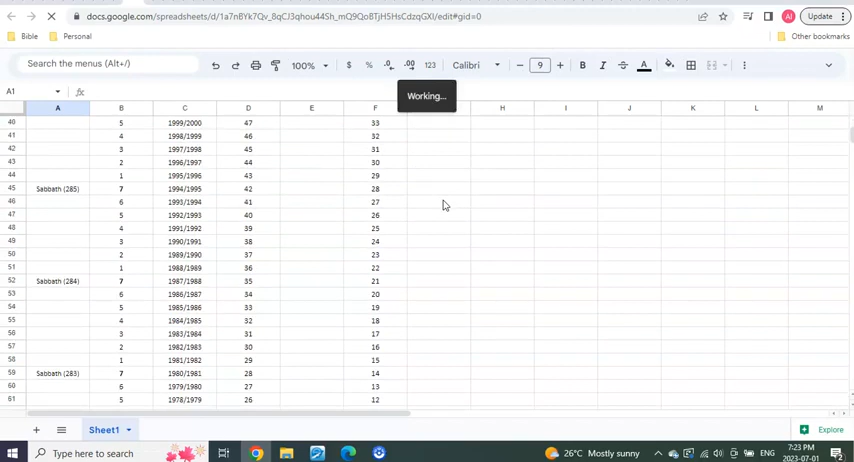 docs.google.com/spreadsheets/d/1a7nBYk7Qv_8qCJ3qhou44Sh_mQ9Qo8TjH5HsCdzqGXI/edit#gid=0
AI
Update
Bible
Personal
Other bookmarks
Search the menus (Alt+/)
100%
$ % .0 .00 123
Calibri
− 9 +
B I S A
A1
fx
Working...
A B C D E F H I J K L M
40 5 1999/2000 47 33
41 4 1998/1999 46 32
42 3 1997/1998 45 31
43 2 1996/1997 44 30
44 1 1995/1996 43 29
45 Sabbath (285) 7 1994/1995 42 28
46 6 1993/1994 41 27
47 5 1992/1993 40 26
48 4 1991/1992 39 25
49 3 1990/1991 38 24
50 2 1989/1990 37 23
51 1 1988/1989 36 22
52 Sabbath (284) 7 1987/1988 35 21
53 6 1986/1987 34 20
54 5 1985/1986 33 19
55 4 1984/1985 32 18
56 3 1983/1984 31 17
57 2 1982/1983 30 16
58 1 1981/1982 29 15
59 Sabbath (283) 7 1980/1981 28 14
60 6 1979/1980 27 13
61 5 1978/1979 26 12
Sheet1
Explore
Type here to search
26°C Mostly sunny
ENG
7:23 PM
2023-07-01
2